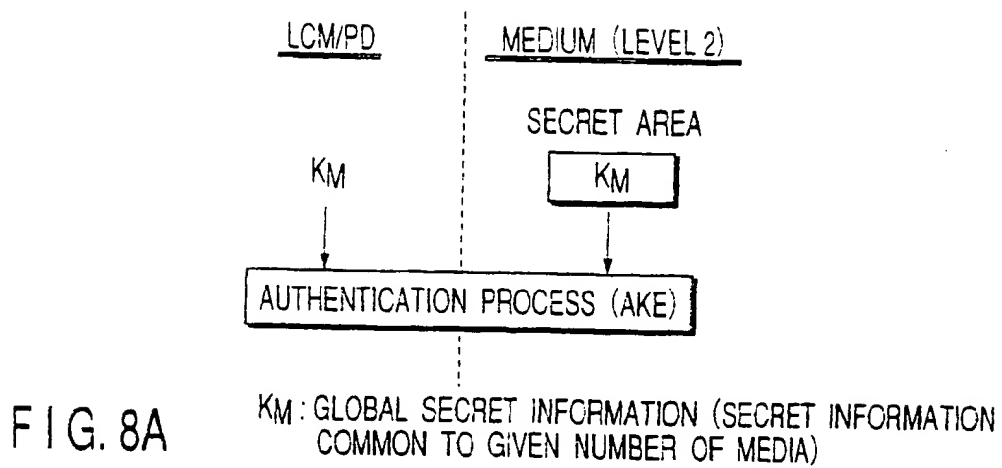 LCM/PD
MEDIUM (LEVEL 2)
SECRET AREA
KM
KM
AUTHENTICATION PROCESS (AKE)
KM : GLOBAL SECRET INFORMATION (SECRET INFORMATION
COMMON TO GIVEN NUMBER OF MEDIA)
FIG. 8A